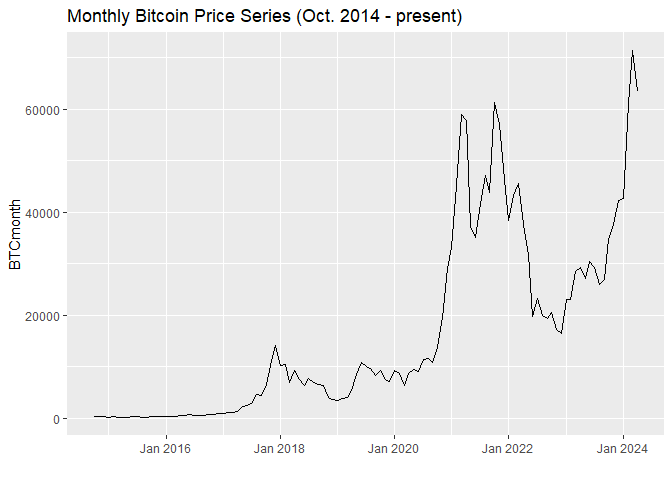 Monthly Bitcoin Price Series (Oct. 2014 - present)
BTCmonth
60000
40000
20000
0
Jan 2016
Jan 2018
Jan 2020
Jan 2022
Jan 2024